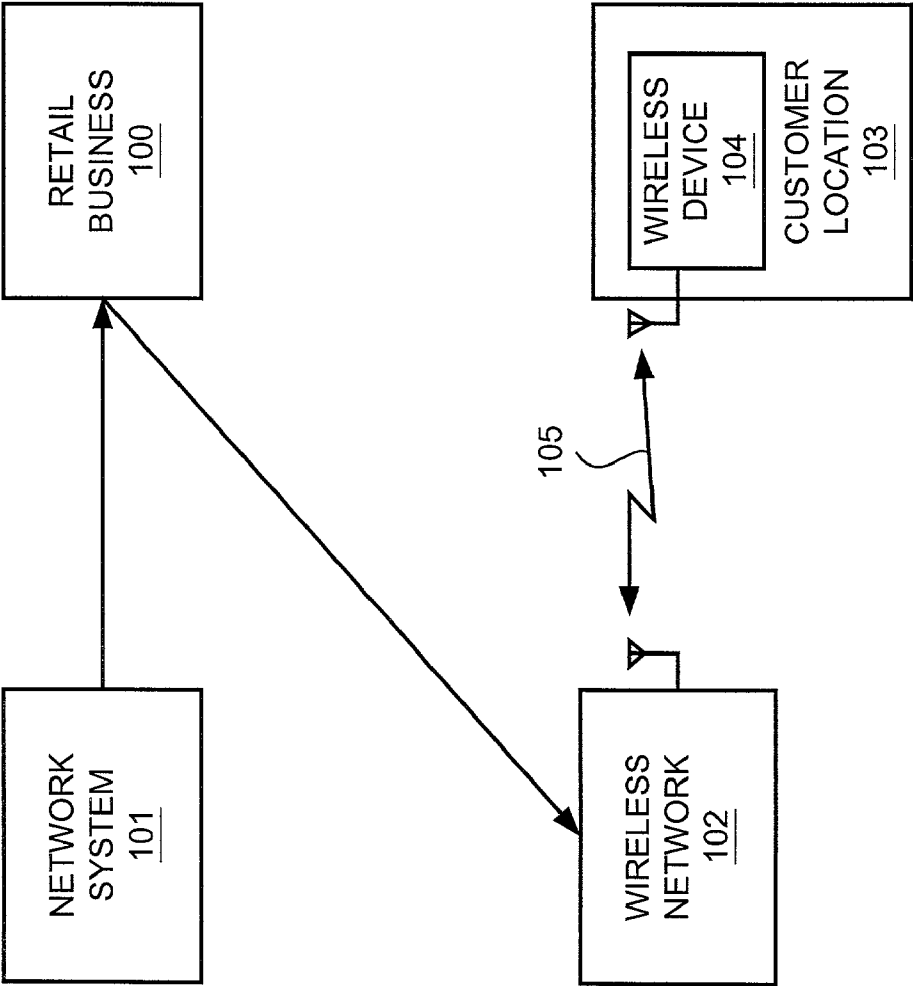 NETWORK
SYSTEM
101
RETAIL
BUSINESS
100
105
WIRELESS
NETWORK
102
WIRELESS
DEVICE
104
CUSTOMER
LOCATION
103